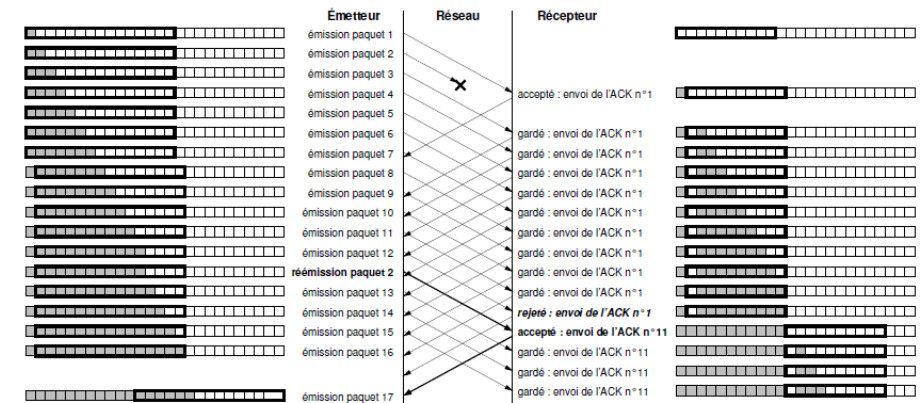 Émetteur Réseau Récepteur
émission paquet 1
émission paquet 2
émission paquet 3
émission paquet 4 accepté : envoi de l'ACK n°1
émission paquet 5
émission paquet 6 gardé : envoi de l'ACK n°1
émission paquet 7 gardé : envoi de l'ACK n°1
émission paquet 8 gardé : envoi de l'ACK n°1
émission paquet 9 gardé : envoi de l'ACK n°1
émission paquet 10 gardé : envoi de l'ACK n°1
émission paquet 11 gardé : envoi de l'ACK n°1
émission paquet 12 gardé : envoi de l'ACK n°1
réémission paquet 2 gardé : envoi de l'ACK n°1
émission paquet 13 gardé : envoi de l'ACK n°1
émission paquet 14 rejeté : envoi de l'ACK n°1
émission paquet 15 accepté : envoi de l'ACK n°11
émission paquet 16 gardé : envoi de l'ACK n°11
gardé : envoi de l'ACK n°11
émission paquet 17 gardé : envoi de l'ACK n°11